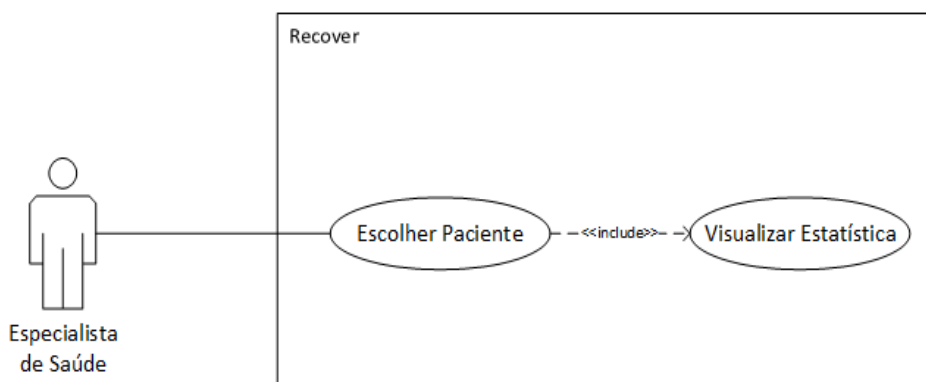 Recover
Escolher Paciente
<<include>>
Visualizar Estatística
Especialista
de Saúde